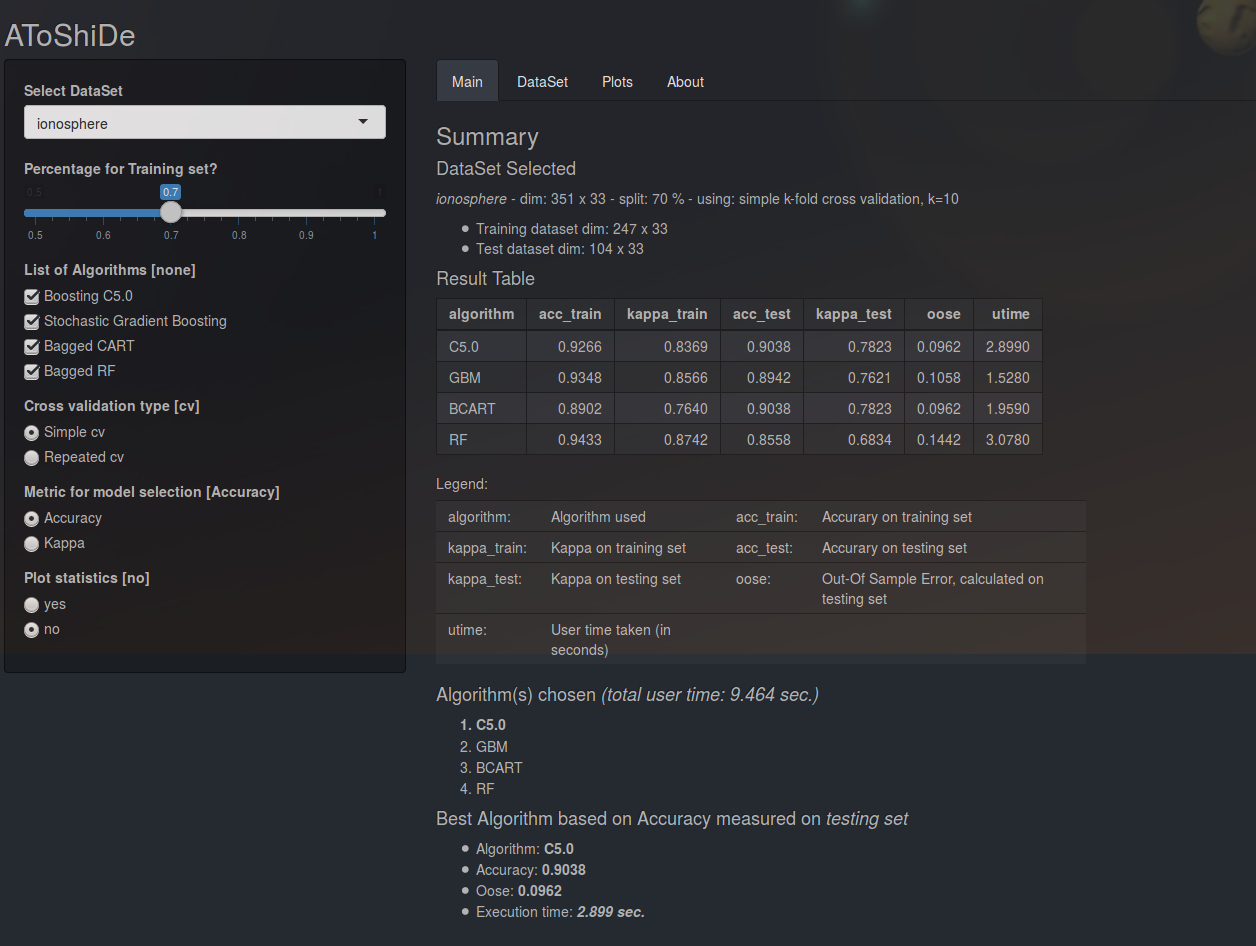 AToShiDe
Select DataSet
ionosphere
Percentage for Training set?
0.5 0.7 1
0.5 0.6 0.7 0.8 0.9 1
List of Algorithms [none]
Boosting C5.0
Stochastic Gradient Boosting
Bagged CART
Bagged RF
Cross validation type [cv]
Simple cv
Repeated cv
Metric for model selection [Accuracy]
Accuracy
Kappa
Plot statistics [no]
yes
no
Main DataSet Plots About
Summary
DataSet Selected
ionosphere - dim: 351 x 33 - split: 70 % - using: simple k-fold cross validation, k=10
Training dataset dim: 247 x 33
Test dataset dim: 104 x 33
Result Table
algorithm acc_train kappa_train acc_test kappa_test oose utime
C5.0 0.9266 0.8369 0.9038 0.7823 0.0962 2.8990
GBM 0.9348 0.8566 0.8942 0.7621 0.1058 1.5280
BCART 0.8902 0.7640 0.9038 0.7823 0.0962 1.9590
RF 0.9433 0.8742 0.8558 0.6834 0.1442 3.0780
Legend:
algorithm: Algorithm used acc_train: Accurary on training set
kappa_train: Kappa on training set acc_test: Accurary on testing set
kappa_test: Kappa on testing set oose: Out-Of Sample Error, calculated on
testing set
utime: User time taken (in
seconds)
Algorithm(s) chosen (total user time: 9.464 sec.)
1. C5.0
2. GBM
3. BCART
4. RF
Best Algorithm based on Accuracy measured on testing set
Algorithm: C5.0
Accuracy: 0.9038
Oose: 0.0962
Execution time: 2.899 sec.